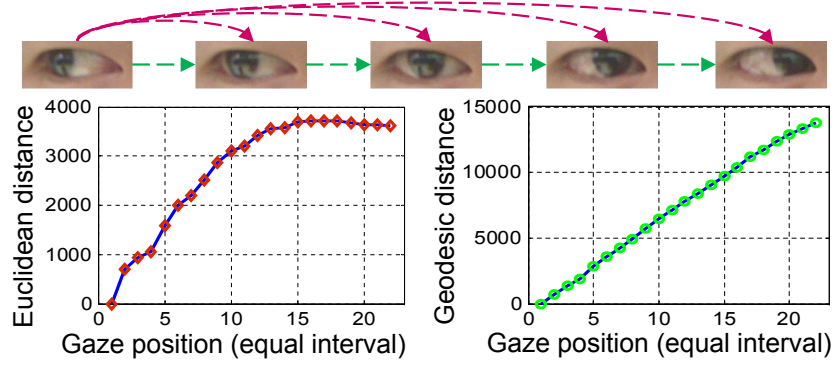 4000
3000
2000
1000
0
0 5 10 15 20
Euclidean distance
Gaze position (equal interval)
15000
10000
5000
0
0 5 10 15 20
Geodesic distance
Gaze position (equal interval)